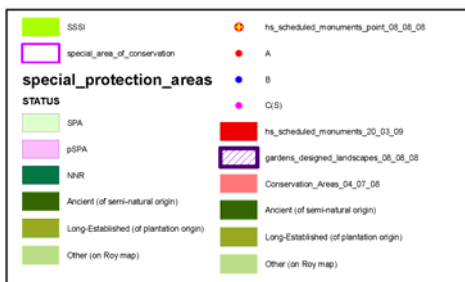 SSSI
special_area_of_conservation
special_protection_areas
STATUS
SPA
pSPA
NNR
Ancient (of semi-natural origin)
Long-Established (of plantation origin)
Other (on Roy map)
hs_scheduled_monuments_point_08_08_08
A
B
C(S)
hs_scheduled_monuments_20_03_09
gardens_designed_landscapes_08_08_08
Conservation_Areas_04_07_08
Ancient (of semi-natural origin)
Long-Established (of plantation origin)
Other (on Roy map)